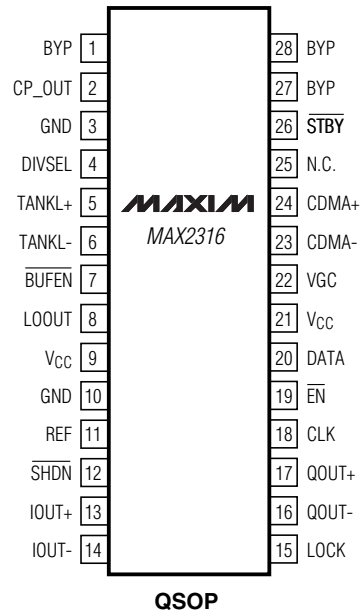 BYP 1
CP_OUT 2
GND 3
DIVSEL 4
TANKL+ 5
TANKL- 6
BUFEN 7
LOOUT 8
VCC 9
GND 10
REF 11
SHDN 12
IOUT+ 13
IOUT- 14
MAXIM
MAX2316
28 BYP
27 BYP
26 STBY
25 N.C.
24 CDMA+
23 CDMA-
22 VGC
21 VCC
20 DATA
19 EN
18 CLK
17 QOUT+
16 QOUT-
15 LOCK
QSOP